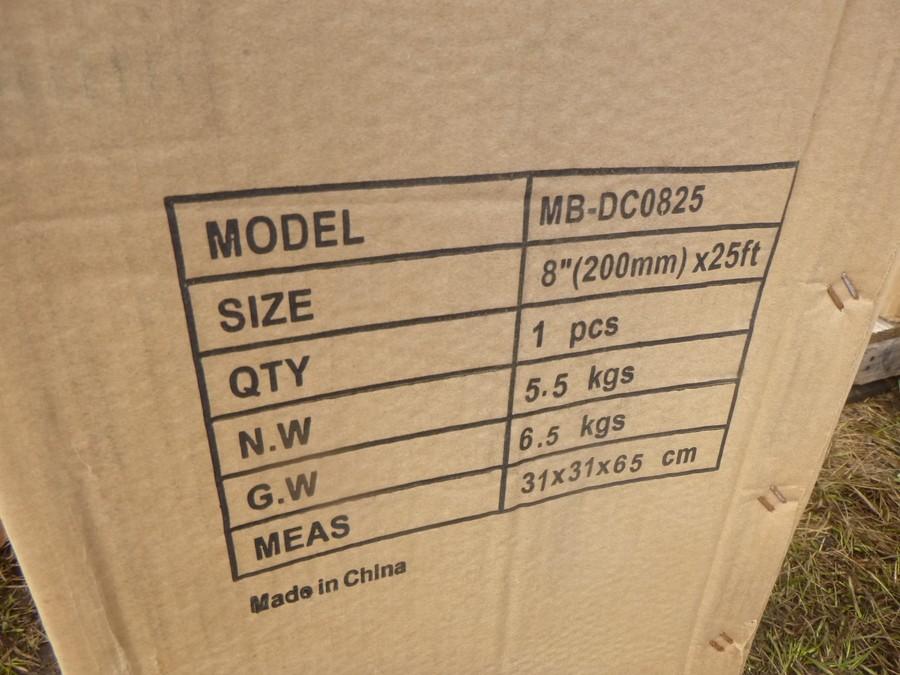 MODEL MB-DC0825
SIZE 8"(200mm) x25ft
QTY 1 pcs
N.W 5.5 kgs
G.W 6.5 kgs
MEAS 31x31x65 cm
Made in China